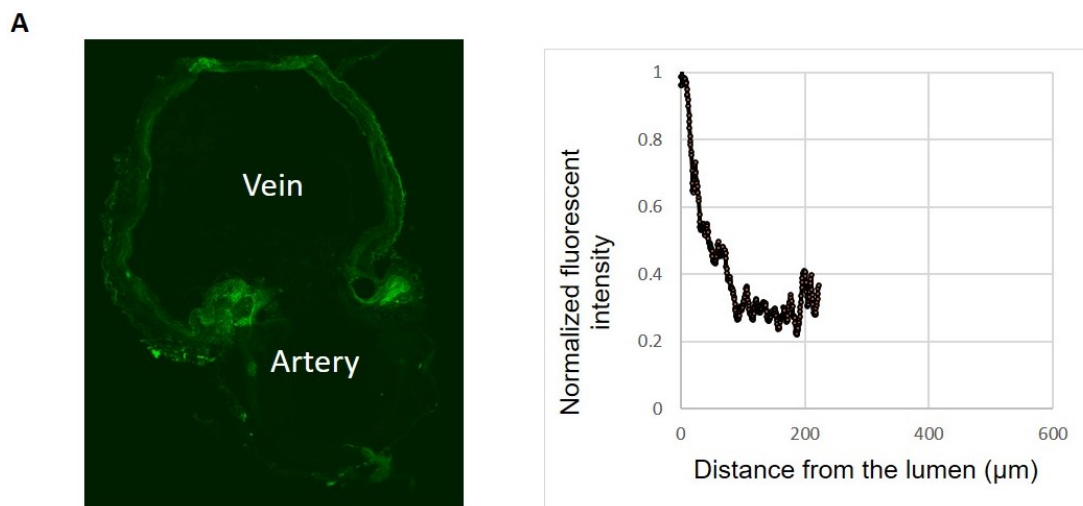 A
Vein
Artery
1
0.8
0.6
0.4
0.2
0
0
200
400
600
Normalized fluorescent
intensity
Distance from the lumen (µm)